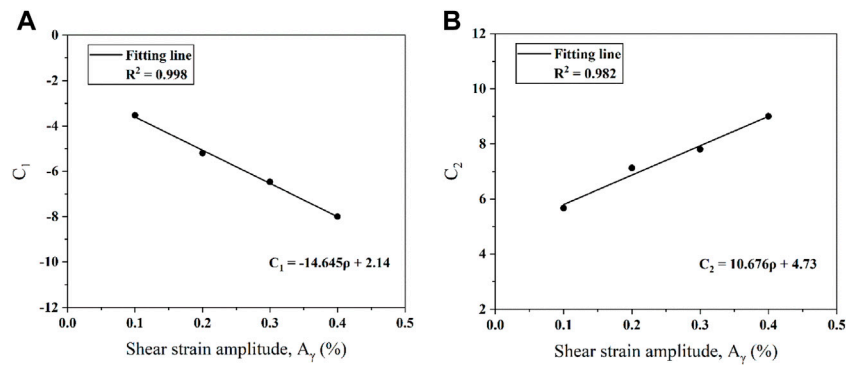 A
0
-2
-4
-6
-8
-10
-12
C1
Fitting line
R² = 0.998
C1 = -14.645ρ + 2.14
0.0 0.1 0.2 0.3 0.4 0.5
Shear strain amplitude, Aγ (%)
B
12
10
8
6
4
2
C2
Fitting line
R² = 0.982
C2 = 10.676ρ + 4.73
0.0 0.1 0.2 0.3 0.4 0.5
Shear strain amplitude, Aγ (%)